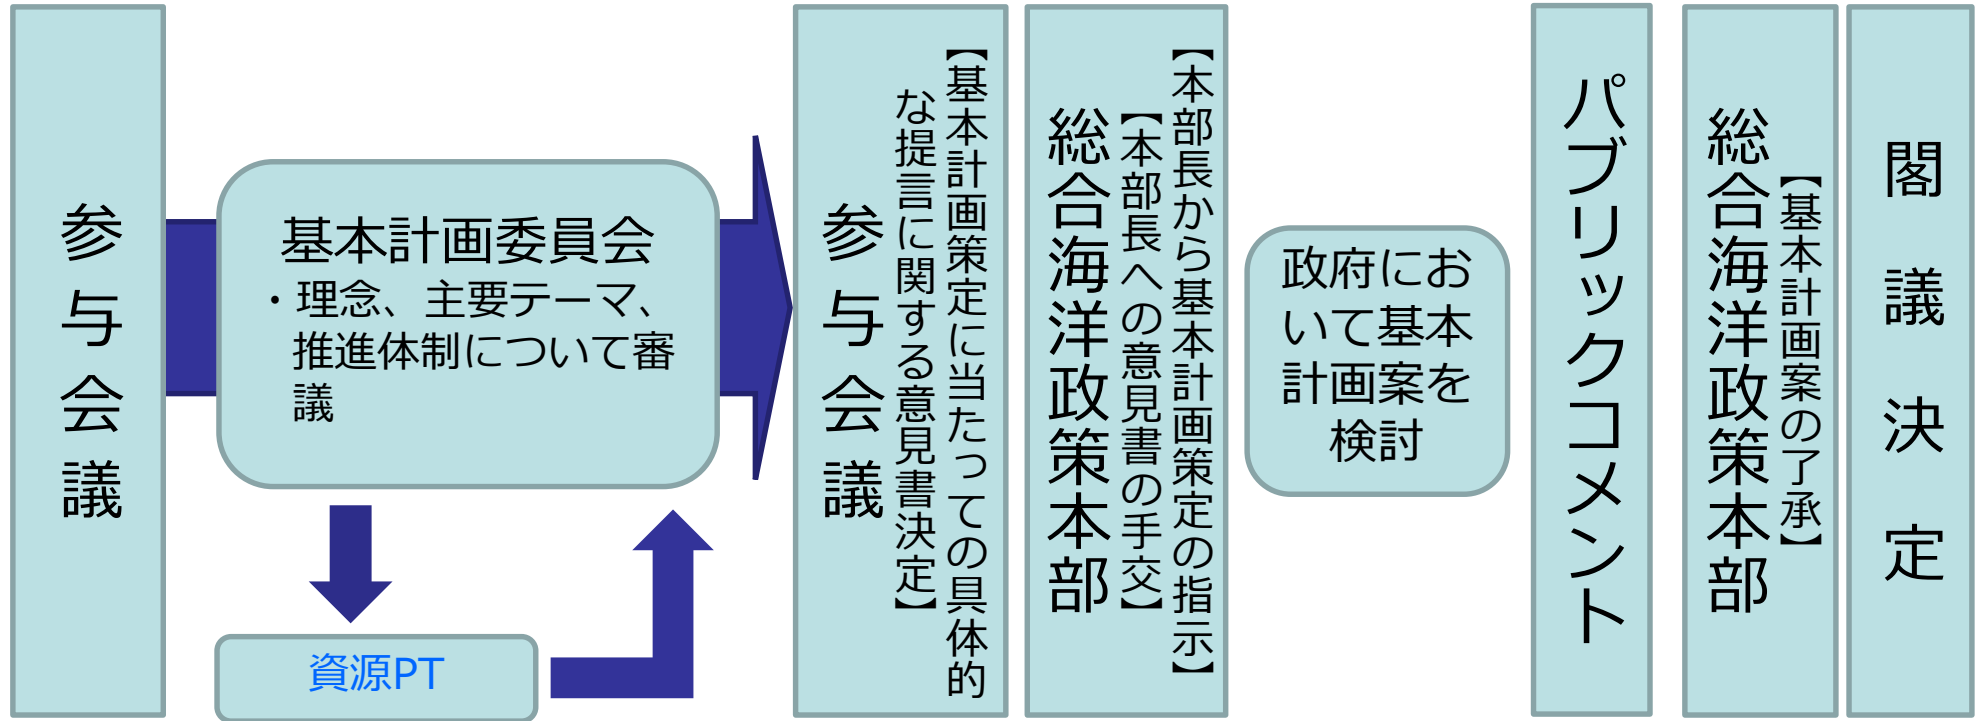 参与会議
基本計画委員会
・理念、主要テーマ、
推進体制について審
議
資源PT
【基本計画策定に当たっての具体的
な提言に関する意見書決定】
参与会議
【本部長から基本計画策定の指示】
【本部長への意見書の手交】
総合海洋政策本部
政府にお
いて基本
計画案を
検討
パブリックコメント
【基本計画案の了承】
総合海洋政策本部
閣議決定